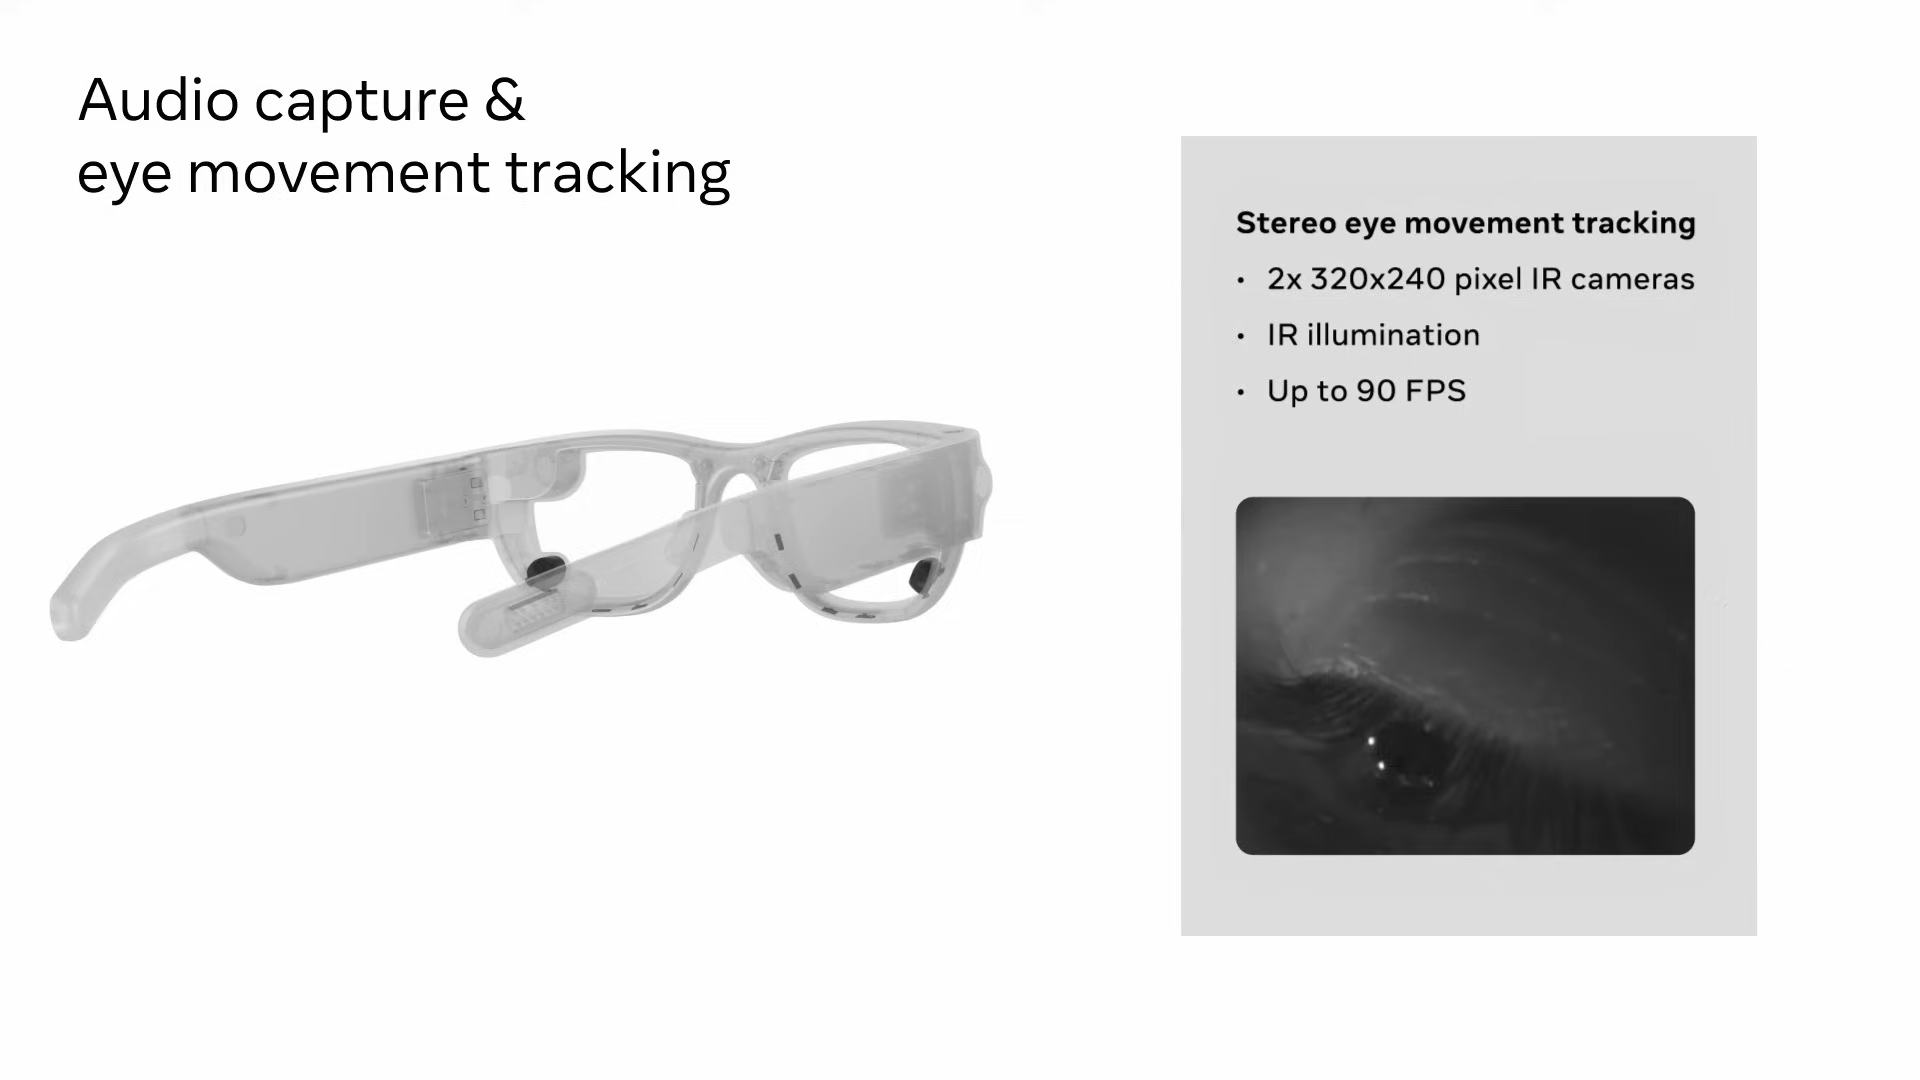 Audio capture &
eye movement tracking
Stereo eye movement tracking
• 2x 320x240 pixel IR cameras
• IR illumination
• Up to 90 FPS